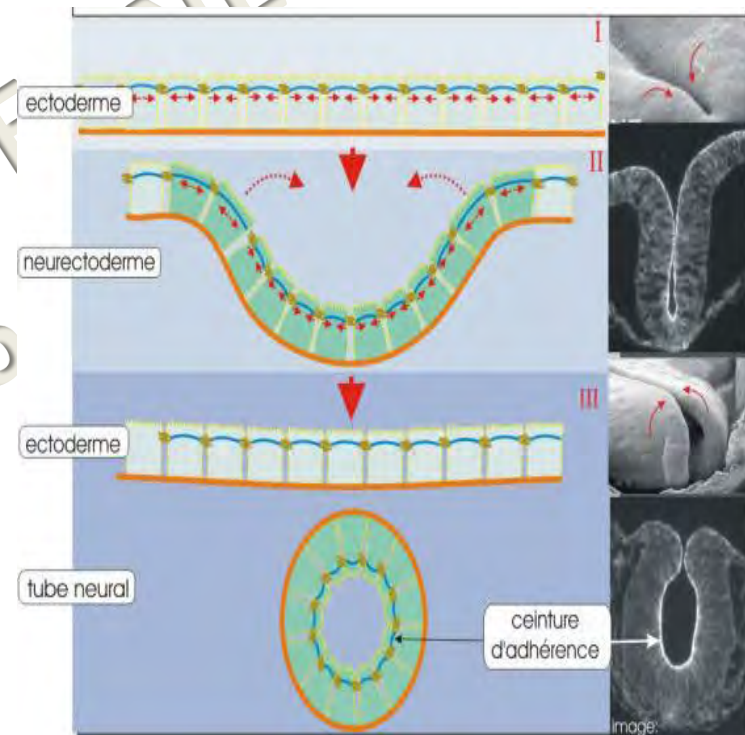 I
ectoderme
II
neurectoderme
III
ectoderme
tube neural
ceinture
d'adhérence
image: